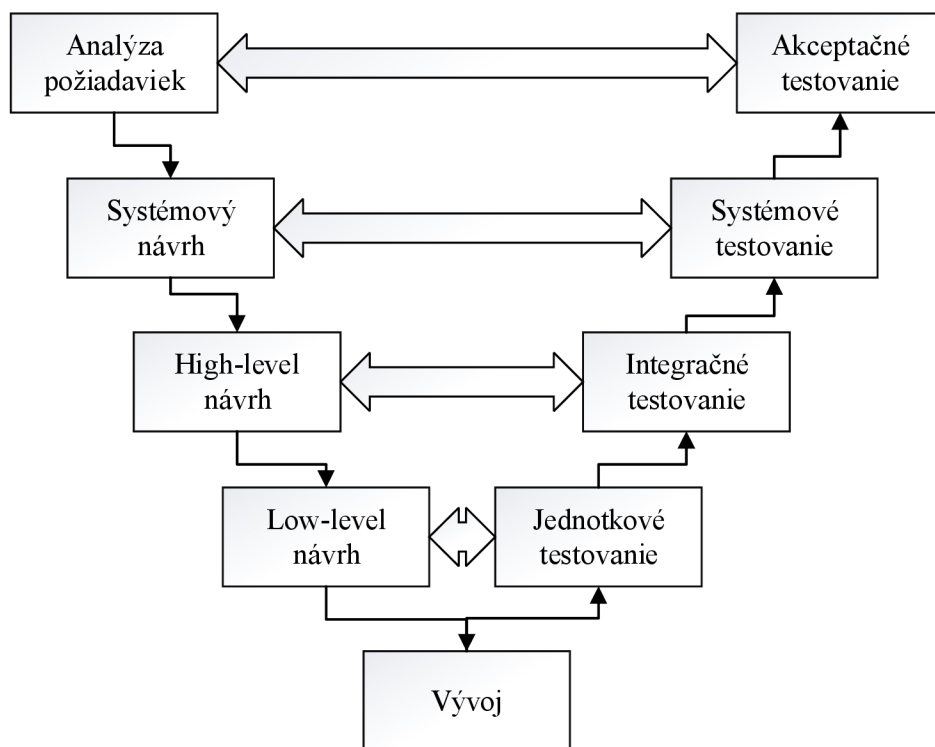 Analýza
požiadaviek
Akceptačné
testovanie
Systémový
návrh
Systémové
testovanie
High-level
návrh
Integračné
testovanie
Low-level
návrh
Jednotkové
testovanie
Vývoj